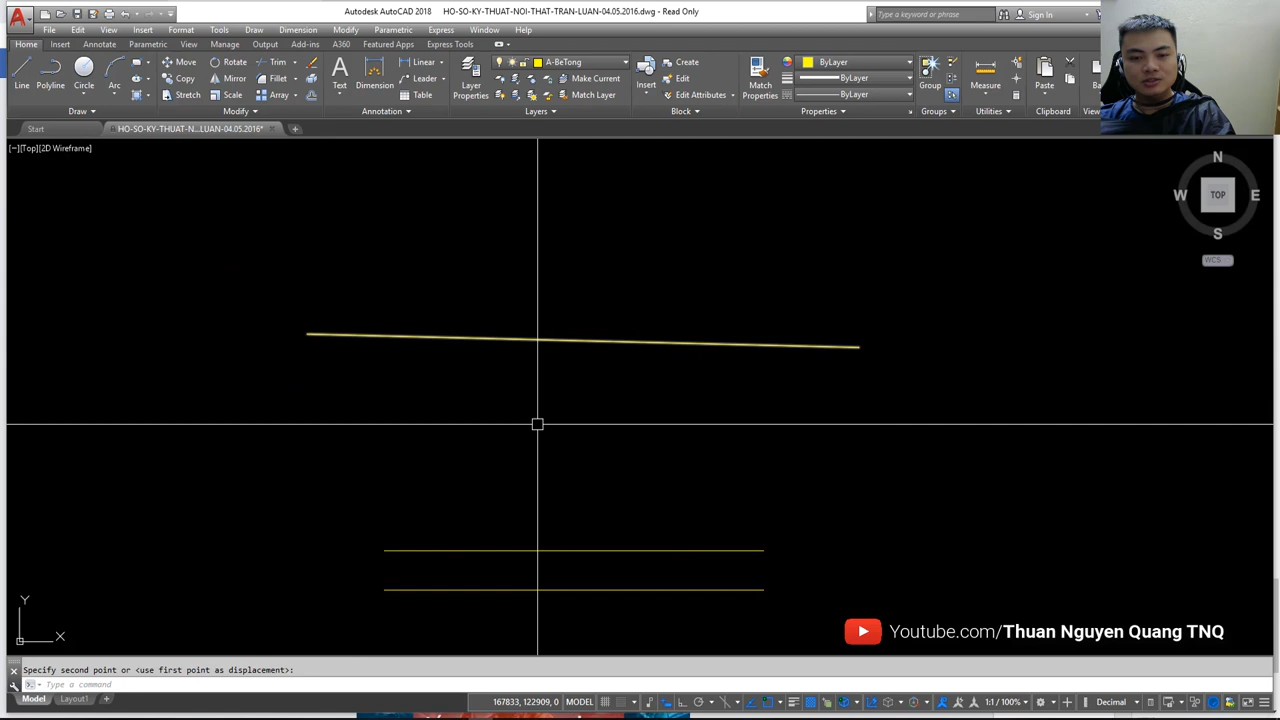 Autodesk AutoCAD 2018 HO-SO-KY-THUAT-NOI-THAT-TRAN-LUAN-04.05.2016.dwg - Read Only
Type a keyword or phrase
Sign In
File Edit View Insert Format Tools Draw Dimension Modify Parametric Express Window Help
Home Insert Annotate Parametric View Manage Output Add-ins A360 Featured Apps Express Tools
Line Polyline Circle Arc
Move Rotate Trim
Copy Mirror Fillet
Stretch Scale Array
Text Dimension
Linear
Leader
Table
Layer Properties
A-BeTong
Make Current
Match Layer
Insert
Create
Edit
Edit Attributes
Match Properties
ByLayer
ByLayer
ByLayer
Group
Measure
Paste
Draw Modify Annotation Layers Block Properties Groups Utilities Clipboard
Start HO-SO-KY-THUAT-N...LUAN-04.05.2016*
[−][Top][2D Wireframe]
N
W TOP E
S
WCS
Y
X
Youtube.com/Thuan Nguyen Quang TNQ
Specify second point or <use first point as displacement>:
Type a command
Model Layout1
167833, 122909, 0 MODEL 1:1 / 100% Decimal